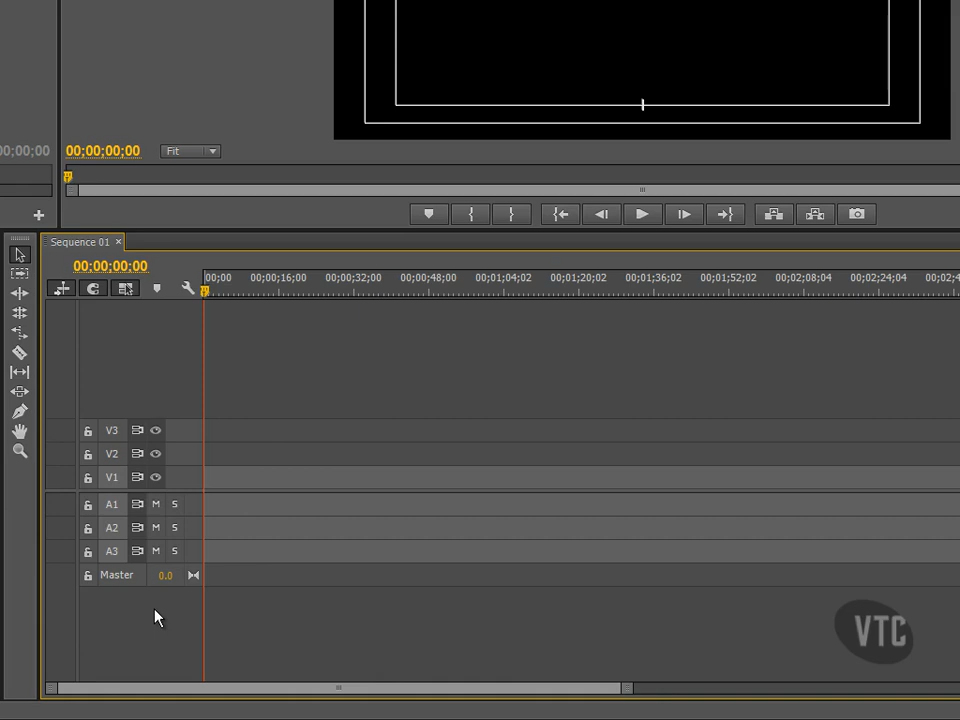 00;00;00 00;00;00;00 Fit
Sequence 01 ×
00;00;00;00
00;00 00;00;16;00 00;00;32;00 00;00;48;00 00;01;04;02 00;01;20;02 00;01;36;02 00;01;52;02 00;02;08;04 00;02;24;04 00;02;4
V3
V2
V1
A1 M S
A2 M S
A3 M S
Master 0.0
VTC